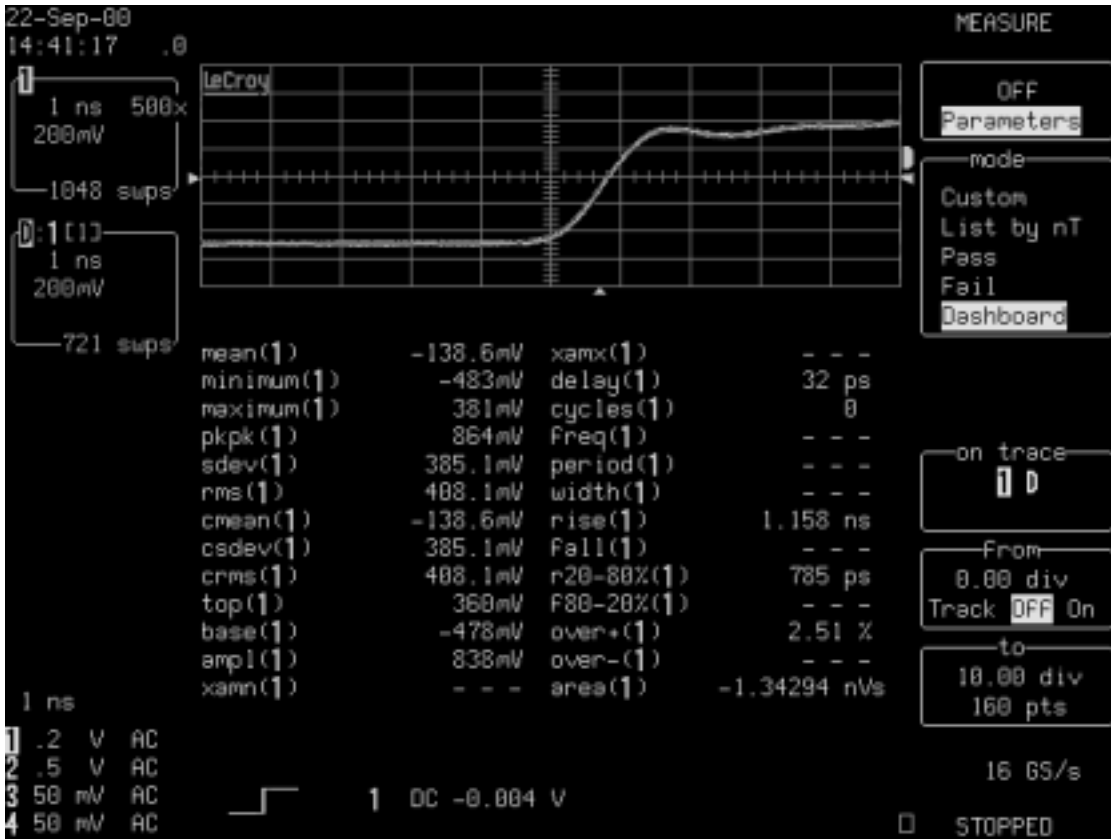 22-Sep-00
14:41:17 .0
1
1 ns 500x
200mV
1048 swps
D:1[1]
1 ns
200mV
721 swps
LeCroy
mean(1) -138.6mV xamx(1) - - -
minimum(1) -483mV delay(1) 32 ps
maximum(1) 381mV cycles(1) 0
pkpk(1) 864mV freq(1) - - -
sdev(1) 385.1mV period(1) - - -
rms(1) 408.1mV width(1) - - -
cmean(1) -138.6mV rise(1) 1.158 ns
csdev(1) 385.1mV fall(1) - - -
crms(1) 408.1mV r20-80%(1) 785 ps
top(1) 360mV f80-20%(1) - - -
base(1) -478mV over+(1) 2.51 %
ampl(1) 838mV over-(1) - - -
xamn(1) - - - area(1) -1.34294 nVs
1 ns
1 .2 V AC
2 .5 V AC
3 50 mV AC
4 50 mV AC
1 DC -0.004 V
MEASURE
OFF
Parameters
mode
Custom
List by nT
Pass
Fail
Dashboard
on trace
1 D
From
0.00 div
Track OFF On
to
10.00 div
160 pts
16 GS/s
STOPPED